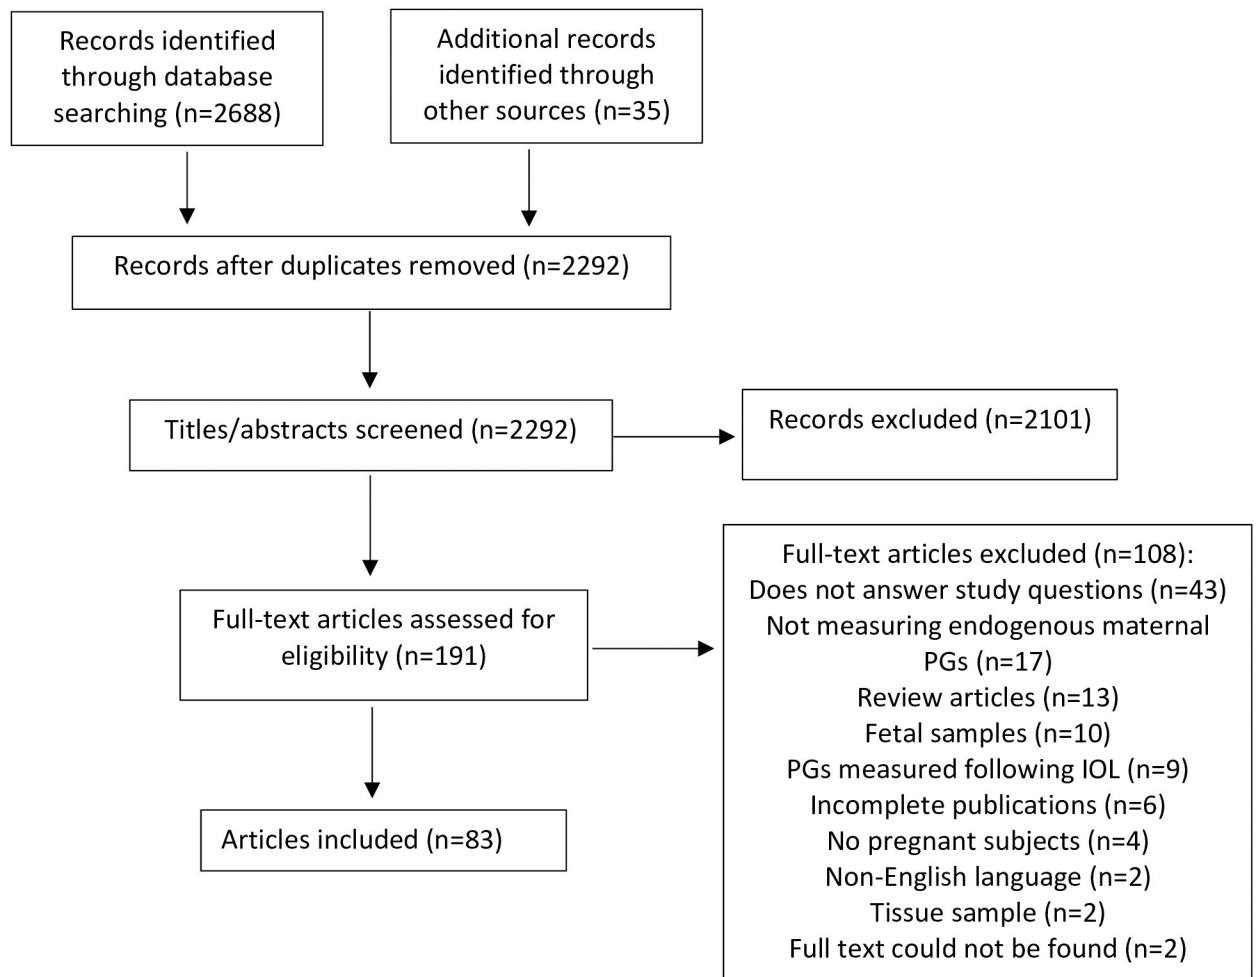 Records identified
through database
searching (n=2688)
Additional records
identified through
other sources (n=35)
Records after duplicates removed (n=2292)
Titles/abstracts screened (n=2292)
Records excluded (n=2101)
Full-text articles assessed for
eligibility (n=191)
Full-text articles excluded (n=108):
Does not answer study questions (n=43)
Not measuring endogenous maternal
PGs (n=17)
Review articles (n=13)
Fetal samples (n=10)
PGs measured following IOL (n=9)
Incomplete publications (n=6)
No pregnant subjects (n=4)
Non-English language (n=2)
Tissue sample (n=2)
Full text could not be found (n=2)
Articles included (n=83)